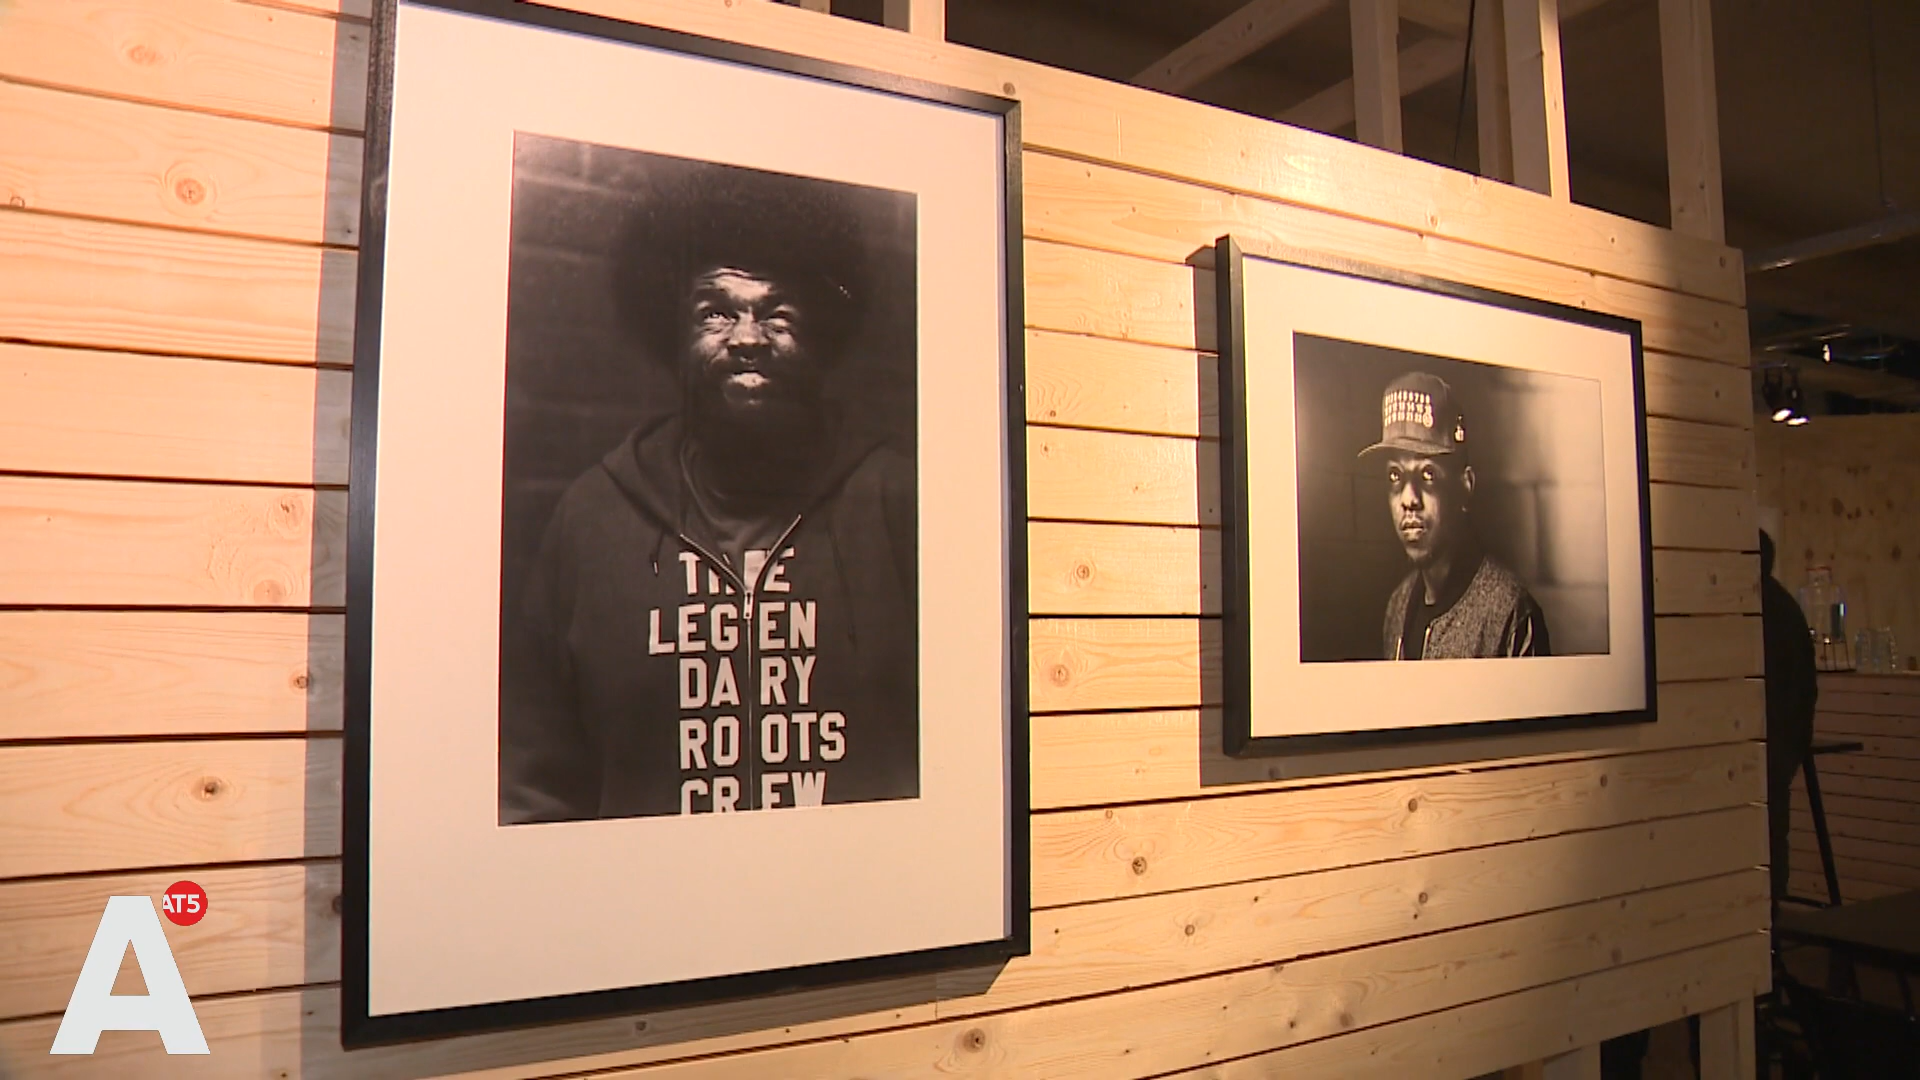 THE
LEGEN
DARY
ROOTS
CREW
A
AT5